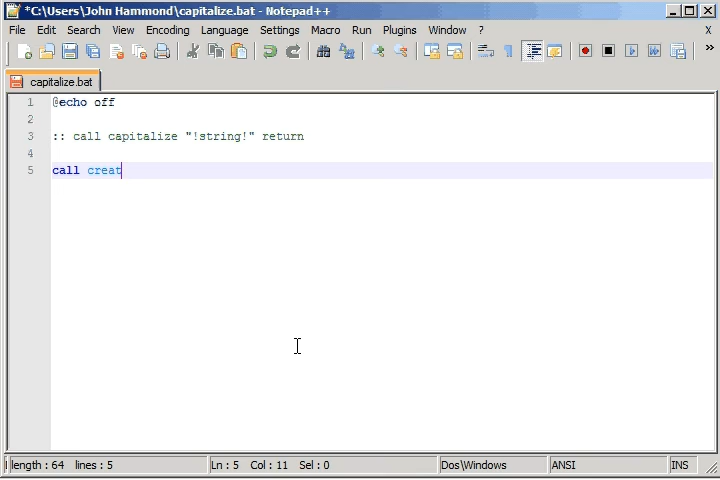 *C:\Users\John Hammond\capitalize.bat - Notepad++
File Edit Search View Encoding Language Settings Macro Run Plugins Window ? X
capitalize.bat
1 @echo off
2
3 :: call capitalize "!string!" return
4
5 call creat
length : 64 lines : 5 Ln : 5 Col : 11 Sel : 0 Dos\Windows ANSI INS